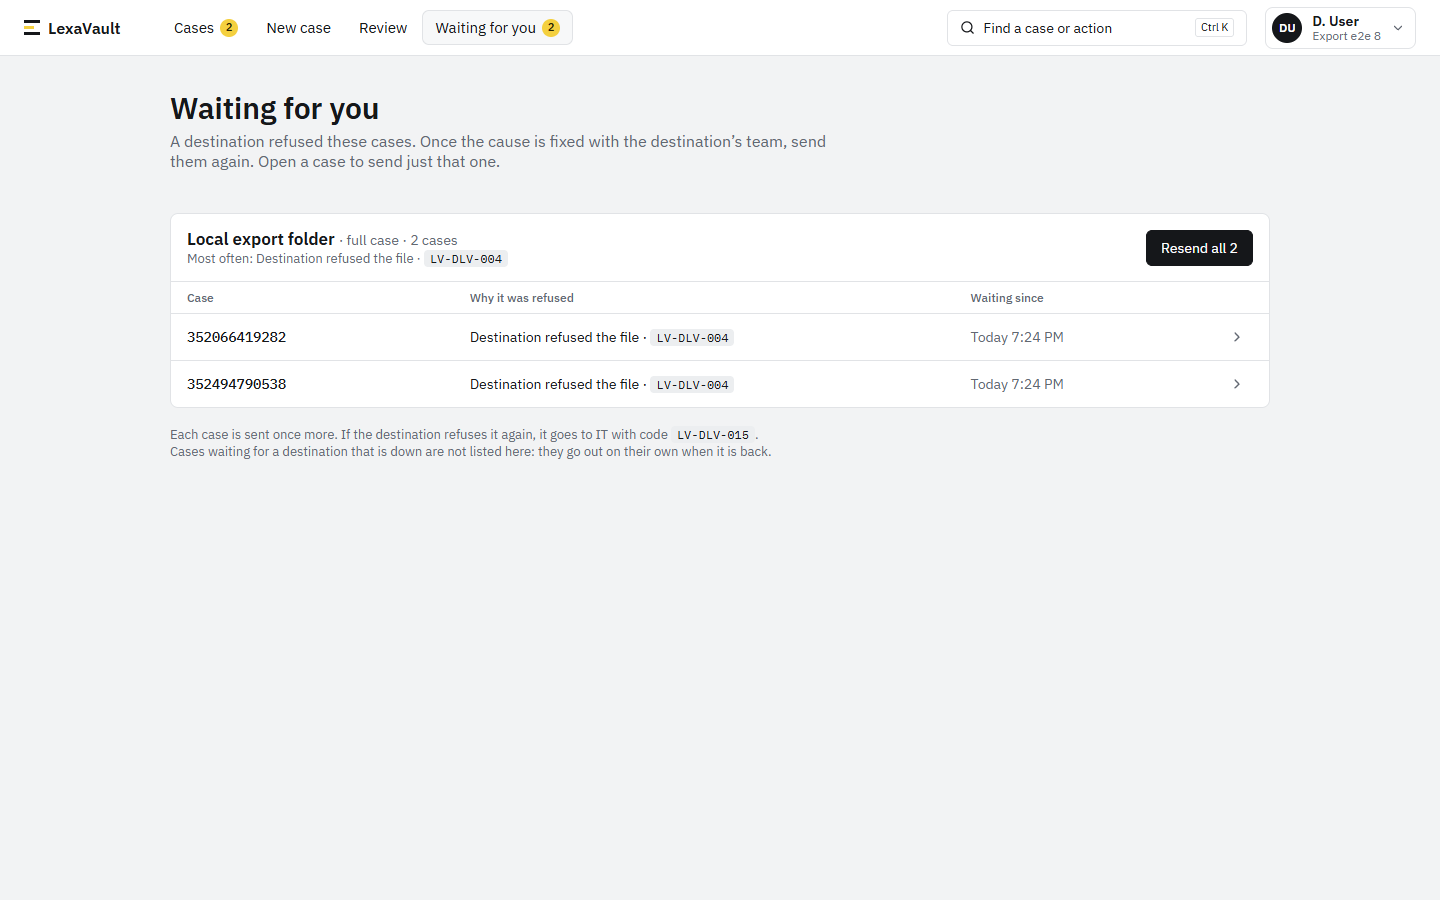 LexaVault
Cases 2
New case
Review
Waiting for you 2
Find a case or action
Ctrl K
DU
D. User
Export e2e 8
Waiting for you
A destination refused these cases. Once the cause is fixed with the destination’s team, send
them again. Open a case to send just that one.
Local export folder · full case · 2 cases
Most often: Destination refused the file · LV-DLV-004
Resend all 2
Case Why it was refused Waiting since
352066419282 Destination refused the file · LV-DLV-004 Today 7:24 PM
352494790538 Destination refused the file · LV-DLV-004 Today 7:24 PM
Each case is sent once more. If the destination refuses it again, it goes to IT with code LV-DLV-015 .
Cases waiting for a destination that is down are not listed here: they go out on their own when it is back.